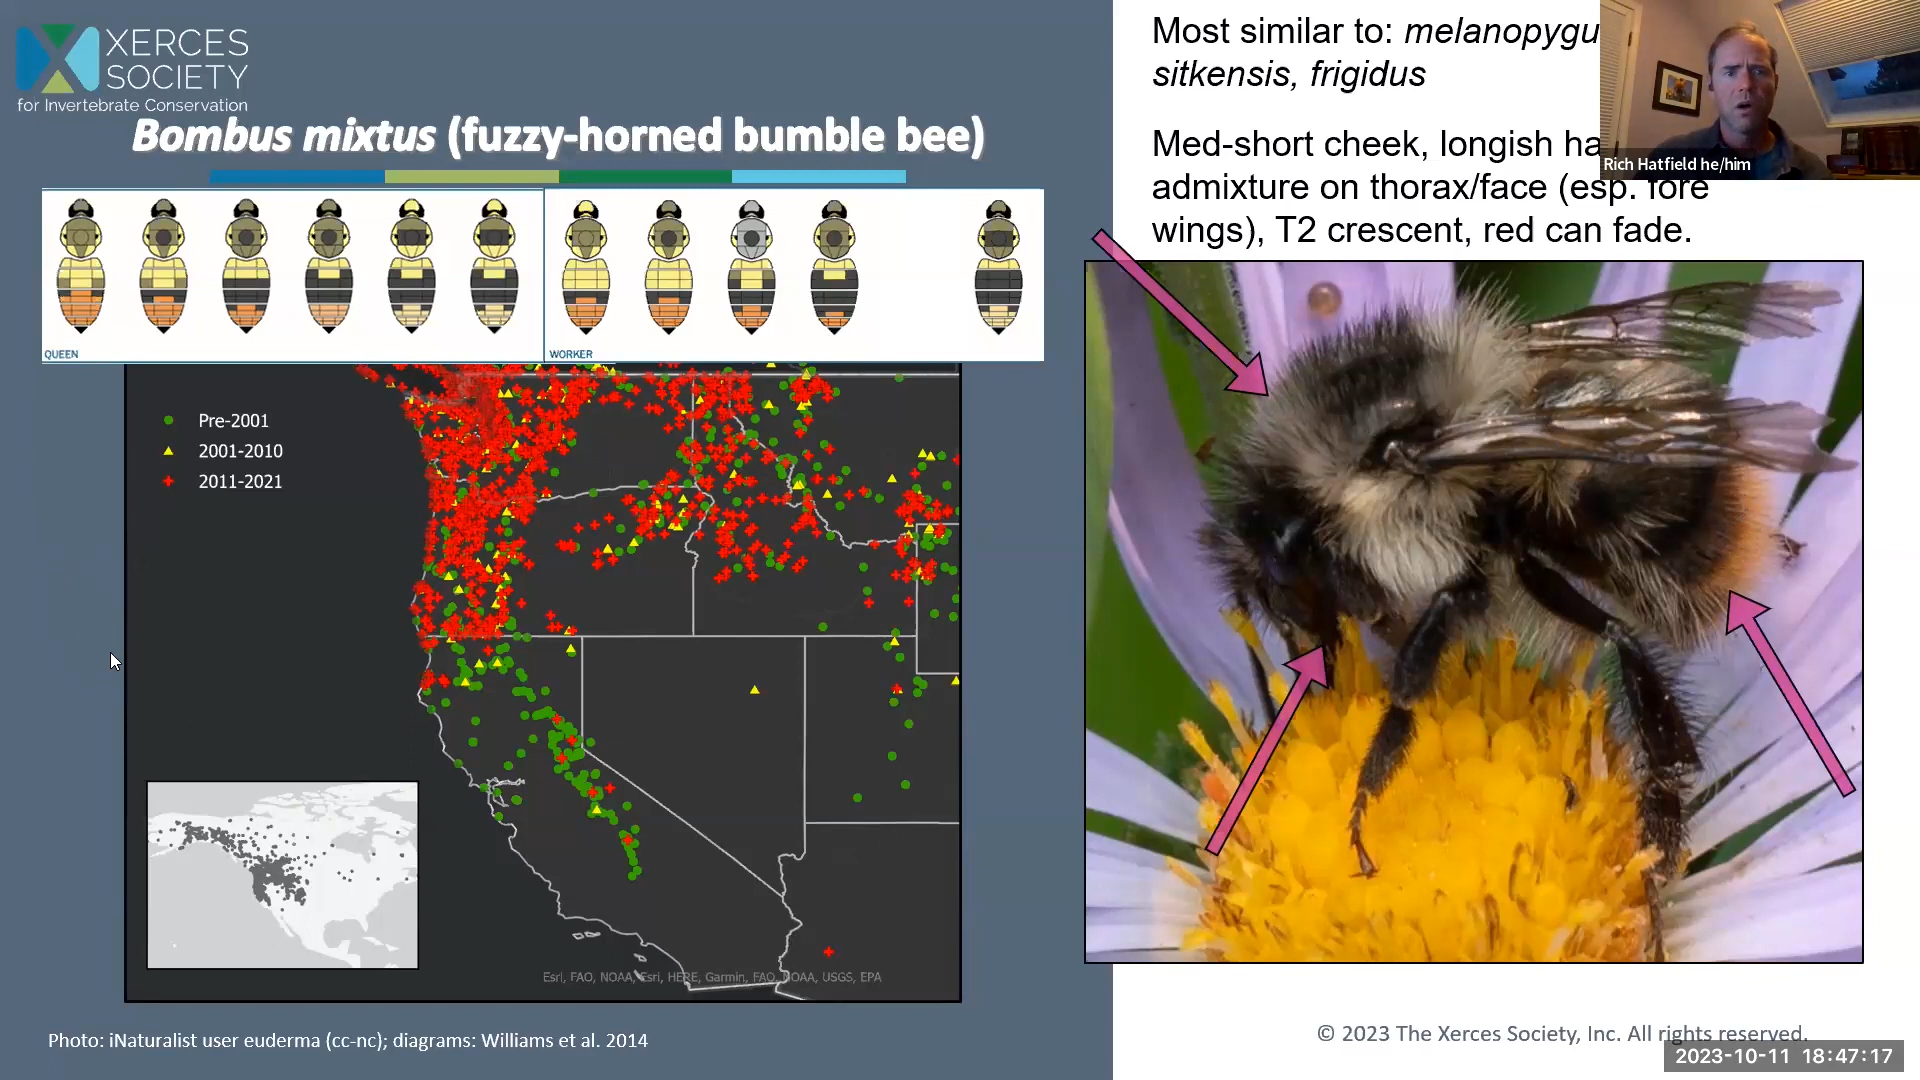 XERCES
SOCIETY
for Invertebrate Conservation
Bombus mixtus (fuzzy-horned bumble bee)
QUEEN
WORKER
Pre-2001
2001-2010
2011-2021
Esri, FAO, NOAA, Esri, HERE, Garmin, FAO, NOAA, USGS, EPA
Photo: iNaturalist user euderma (cc-nc); diagrams: Williams et al. 2014
Most similar to: melanopygu
sitkensis, frigidus
Med-short cheek, longish ha
admixture on thorax/face (esp. fore
wings), T2 crescent, red can fade.
Rich Hatfield he/him
© 2023 The Xerces Society, Inc. All rights reserved.
2023-10-11 18:47:17